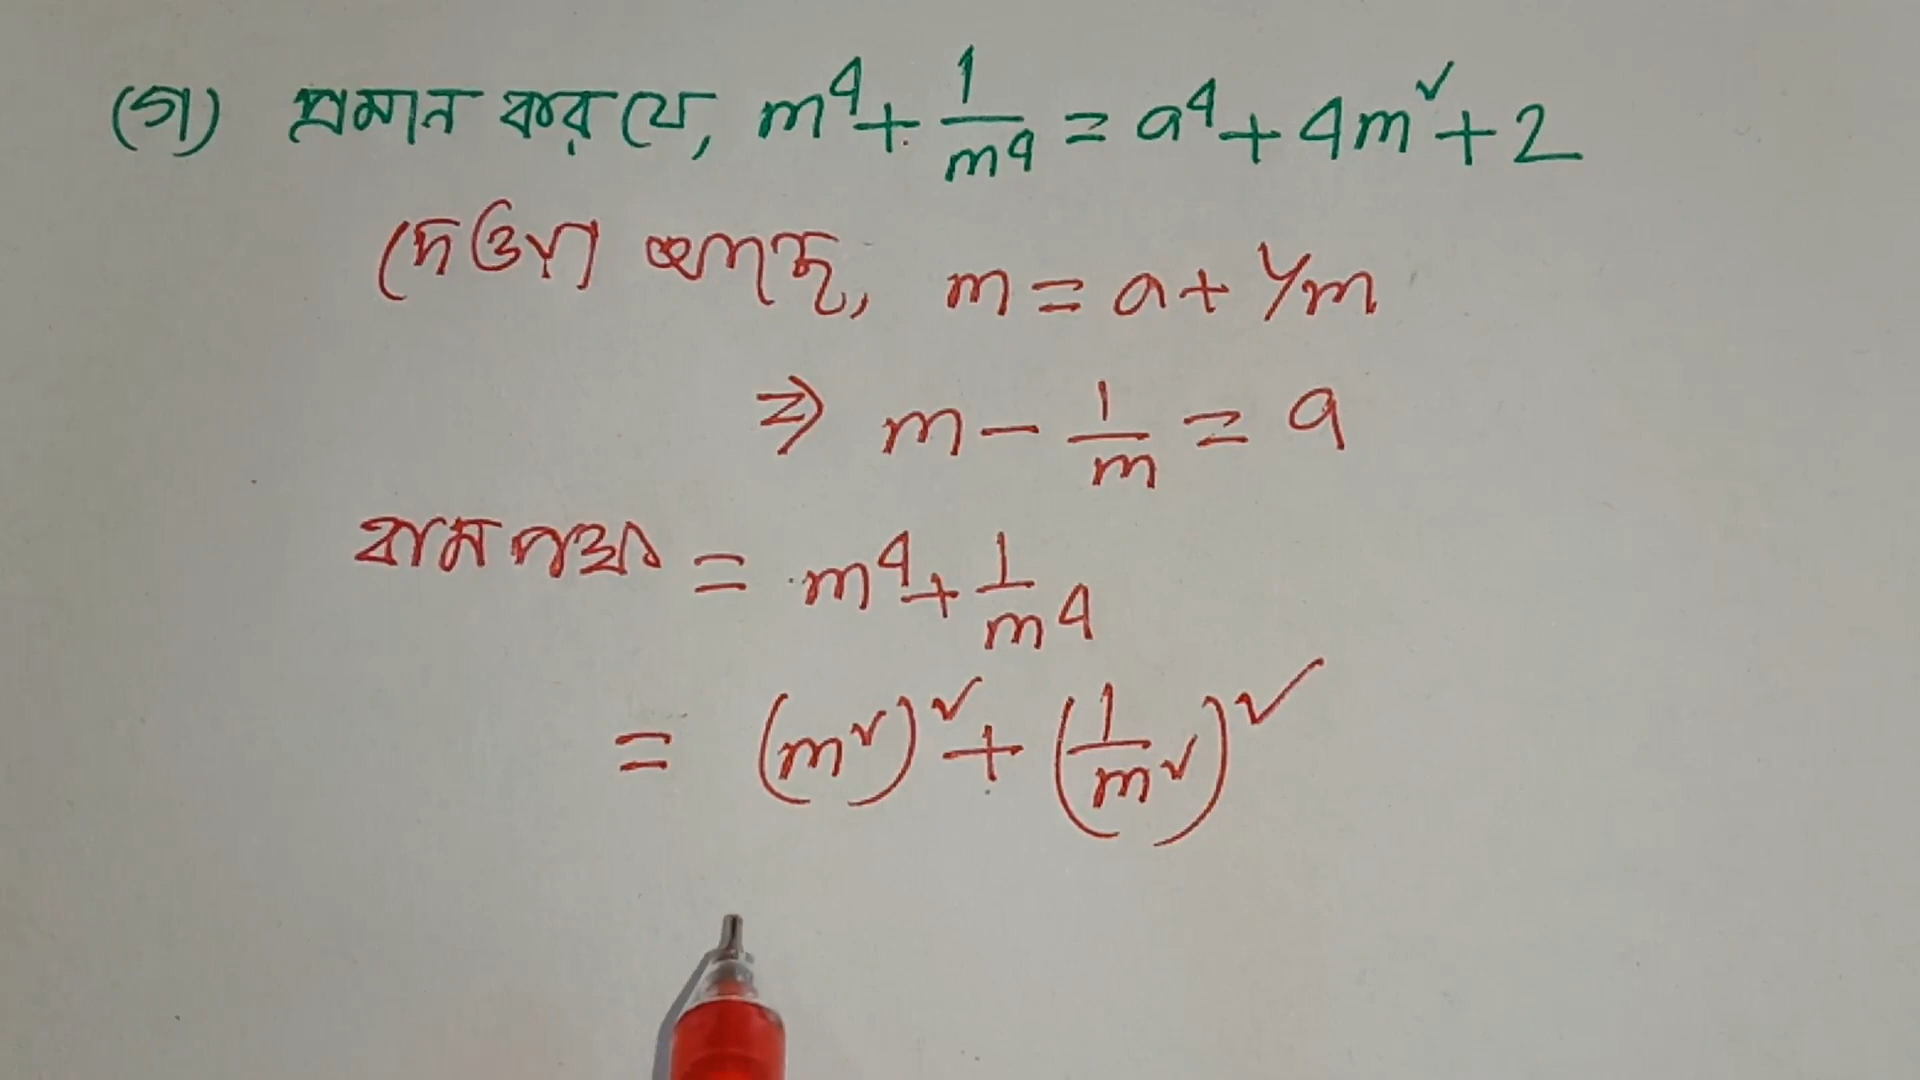 (গ) প্রমান কর যে, m⁴ + 1/m⁴ = a⁴ + 4m² + 2
দেওয়া আছে, m = a + 1/m
⇒ m - 1/m = a
বামপক্ষ = m⁴ + 1/m⁴
= (m²)² + (1/m²)²